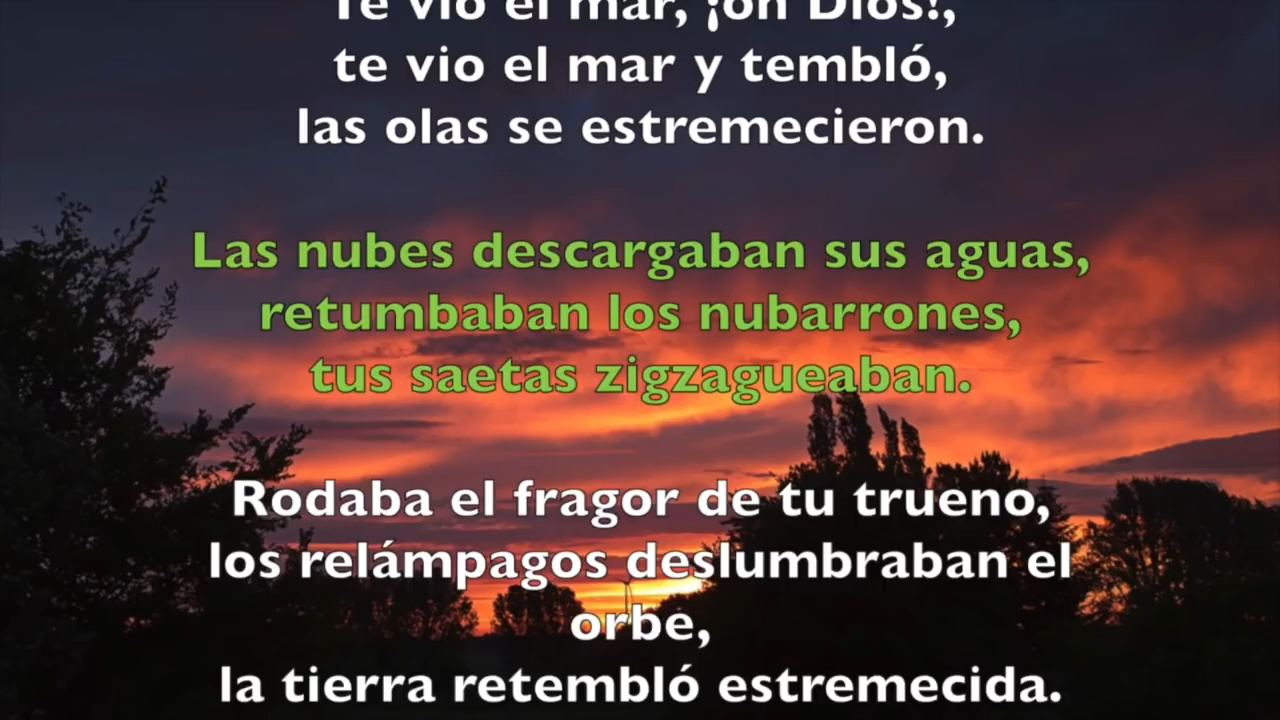 Te vio el mar, ¡oh Dios!,
te vio el mar y tembló,
las olas se estremecieron.
Las nubes descargaban sus aguas,
retumbaban los nubarrones,
tus saetas zigzagueaban.
Rodaba el fragor de tu trueno,
los relámpagos deslumbraban el
orbe,
la tierra retembló estremecida.